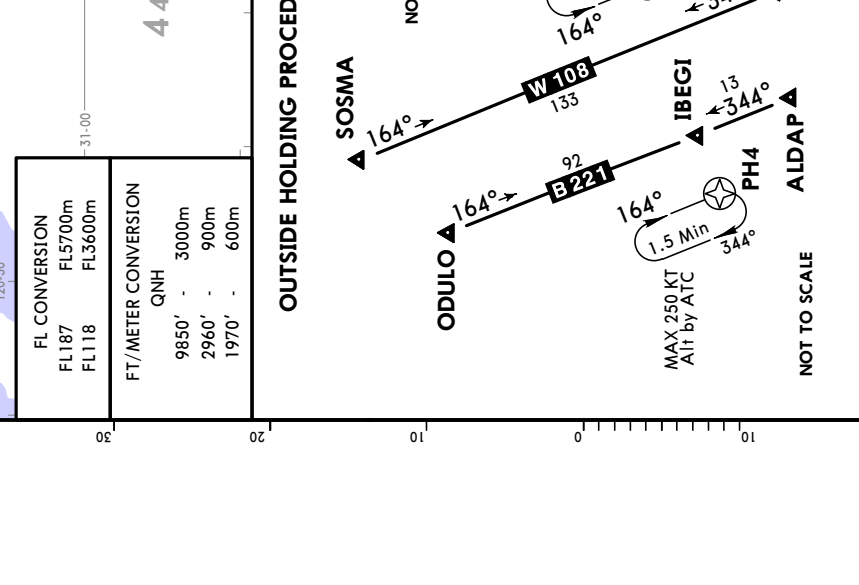 44
31-00
FL CONVERSION
FL187 FL5700m
FL118 FL3600m
FT/METER CONVERSION
QNH
9850' - 3000m
2960' - 900m
1970' - 600m
OUTSIDE HOLDING PROCED
NO
164°
W 108
133
164°
SOSMA
ODULO
164°
92
B 221
IBEGI
13
344°
ALDAP
PH4
164°
1.5 Min
344°
MAX 250 KT
Alt by ATC
NOT TO SCALE
30
20
10
0
10